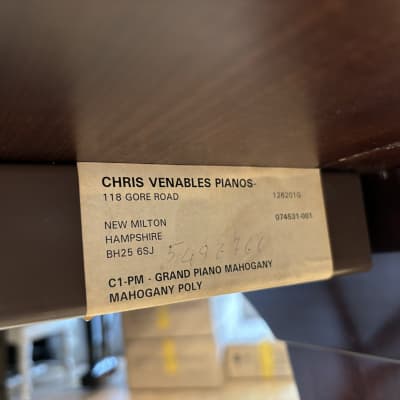 CHRIS VENABLES PIANOS-
118 GORE ROAD 126201G
NEW MILTON 074531-001
HAMPSHIRE
BH25 6SJ
C1-PM - GRAND PIANO MAHOGANY
MAHOGANY POLY